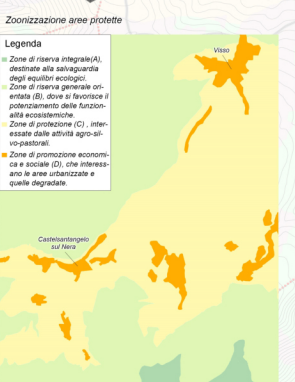 Zoonizzazione aree protette
Legenda
Zone di riserva integrale(A),
destinate alla salvaguardia
degli equilibri ecologici.
Zone di riserva generale ori-
entata (B), dove si favorisce il
potenziamento delle funzion-
alità ecosistemiche.
Zone di protezione (C) , inter-
essate dalle attività agro-sil-
vo-pastorali.
Zone di promozione economi-
ca e sociale (D), che interess-
ano le aree urbanizzate e
quelle degradate.
Visso
Castelsantangelo
sul Nera